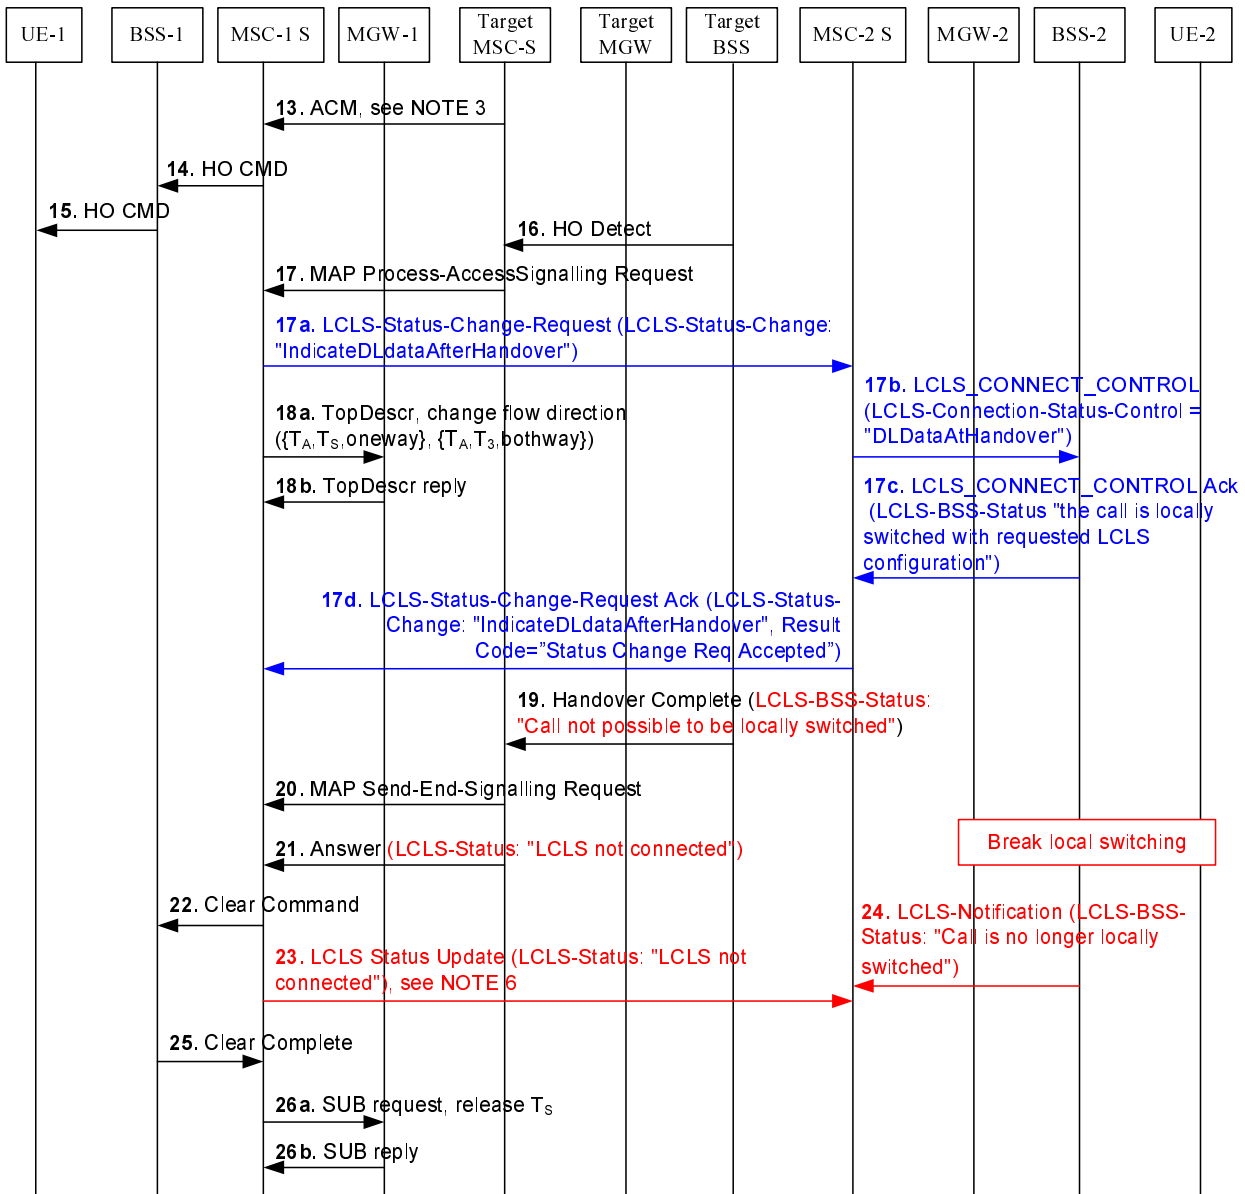 UE-1
BSS-1
MSC-1 S
MGW-1
Target
MSC-S
Target
MGW
Target
BSS
MSC-2 S
MGW-2
BSS-2
UE-2
13. ACM, see NOTE 3
14. HO CMD
15. HO CMD
16. HO Detect
17. MAP Process-AccessSignalling Request
17a. LCLS-Status-Change-Request (LCLS-Status-Change:
"IndicateDLdataAfterHandover")
17b. LCLS_CONNECT_CONTROL
(LCLS-Connection-Status-Control =
"DLDataAtHandover")
18a. TopDescr, change flow direction
({TA,TS,oneway}, {TA,T3,bothway})
18b. TopDescr reply
17c. LCLS_CONNECT_CONTROL Ack
(LCLS-BSS-Status "the call is locally
switched with requested LCLS
configuration")
17d. LCLS-Status-Change-Request Ack (LCLS-Status-
Change: "IndicateDLdataAfterHandover", Result
Code=”Status Change Req Accepted”)
19. Handover Complete (LCLS-BSS-Status:
"Call not possible to be locally switched")
20. MAP Send-End-Signalling Request
Break local switching
21. Answer (LCLS-Status: "LCLS not connected")
22. Clear Command
24. LCLS-Notification (LCLS-BSS-
Status: "Call is no longer locally
switched")
23. LCLS Status Update (LCLS-Status: "LCLS not
connected"), see NOTE 6
25. Clear Complete
26a. SUB request, release TS
26b. SUB reply